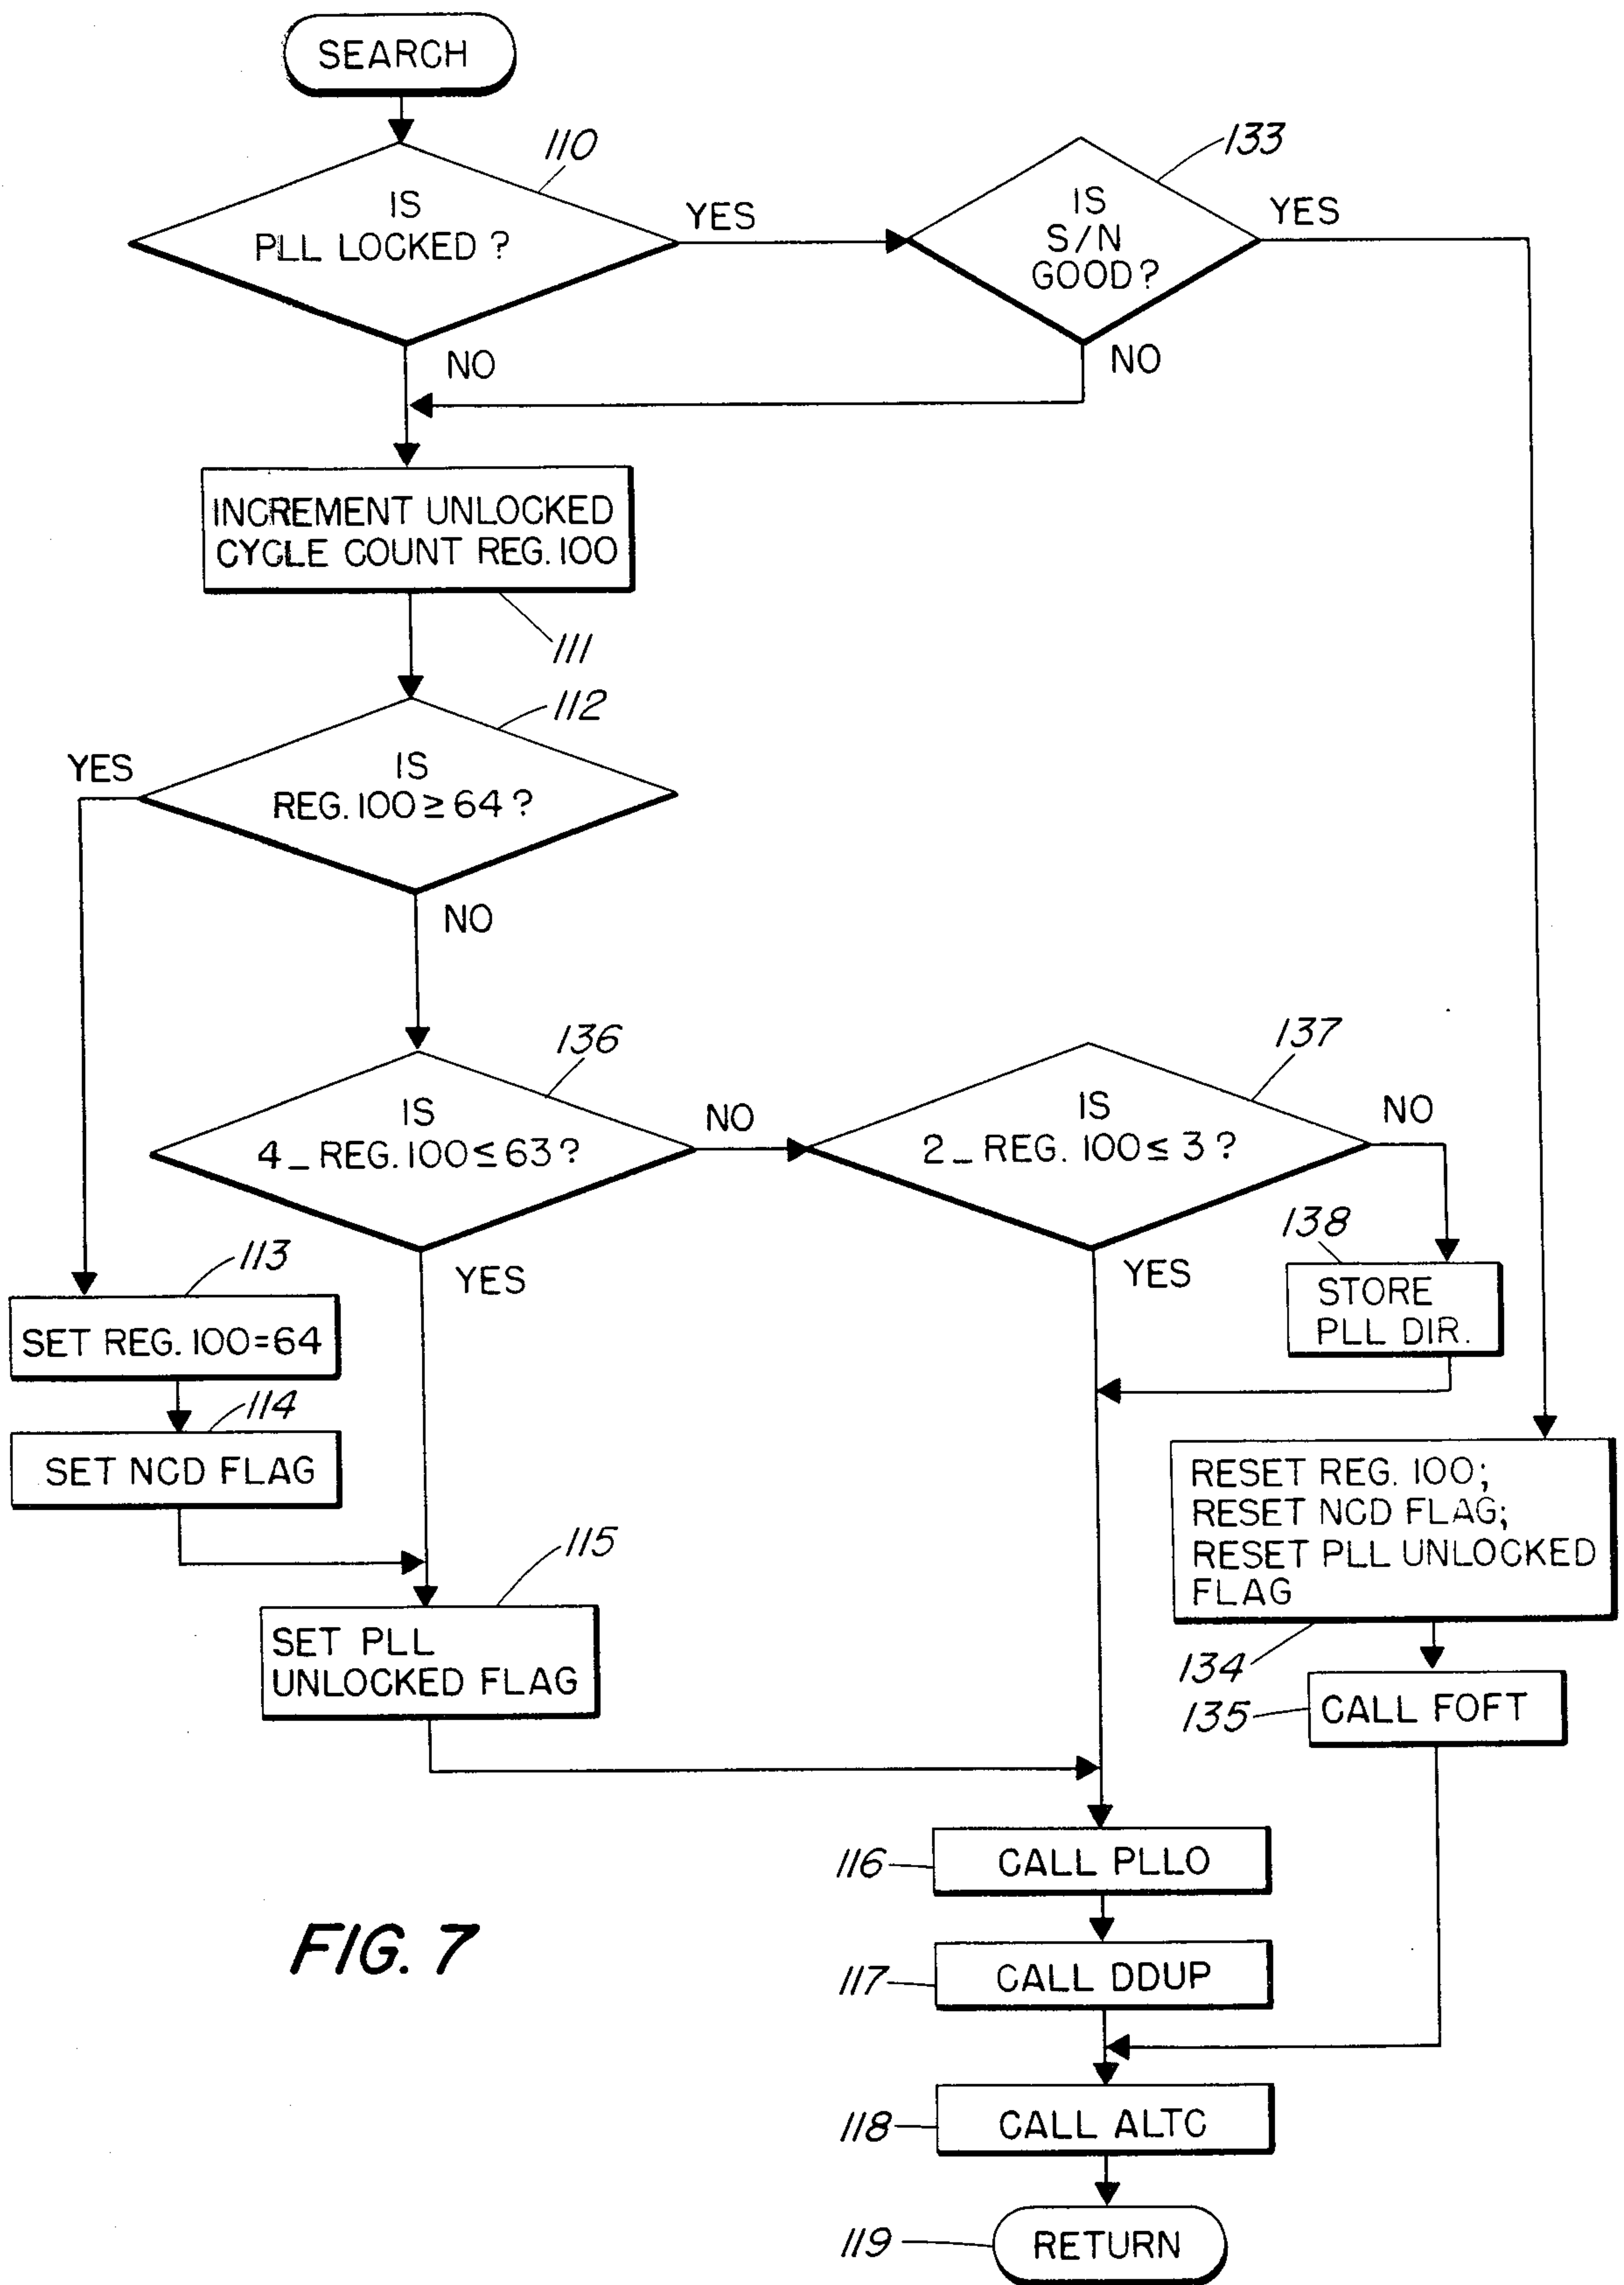 SEARCH
110
133
IS
PLL LOCKED ?
YES
IS
S/N
GOOD?
YES
NO
NO
INCREMENT UNLOCKED
CYCLE COUNT REG. 100
111
112
YES
IS
REG. 100 ≥ 64 ?
NO
136
137
IS
4_ REG. 100 ≤ 63 ?
NO
IS
2_ REG. 100 ≤ 3 ?
NO
138
113
YES
YES
STORE
PLL DIR.
SET REG. 100=64
114
SET NCD FLAG
RESET REG. 100;
RESET NCD FLAG;
RESET PLL UNLOCKED
FLAG
115
SET PLL
UNLOCKED FLAG
134
135
CALL FOFT
116
CALL PLLO
FIG. 7
117
CALL DDUP
118
CALL ALTC
119
RETURN